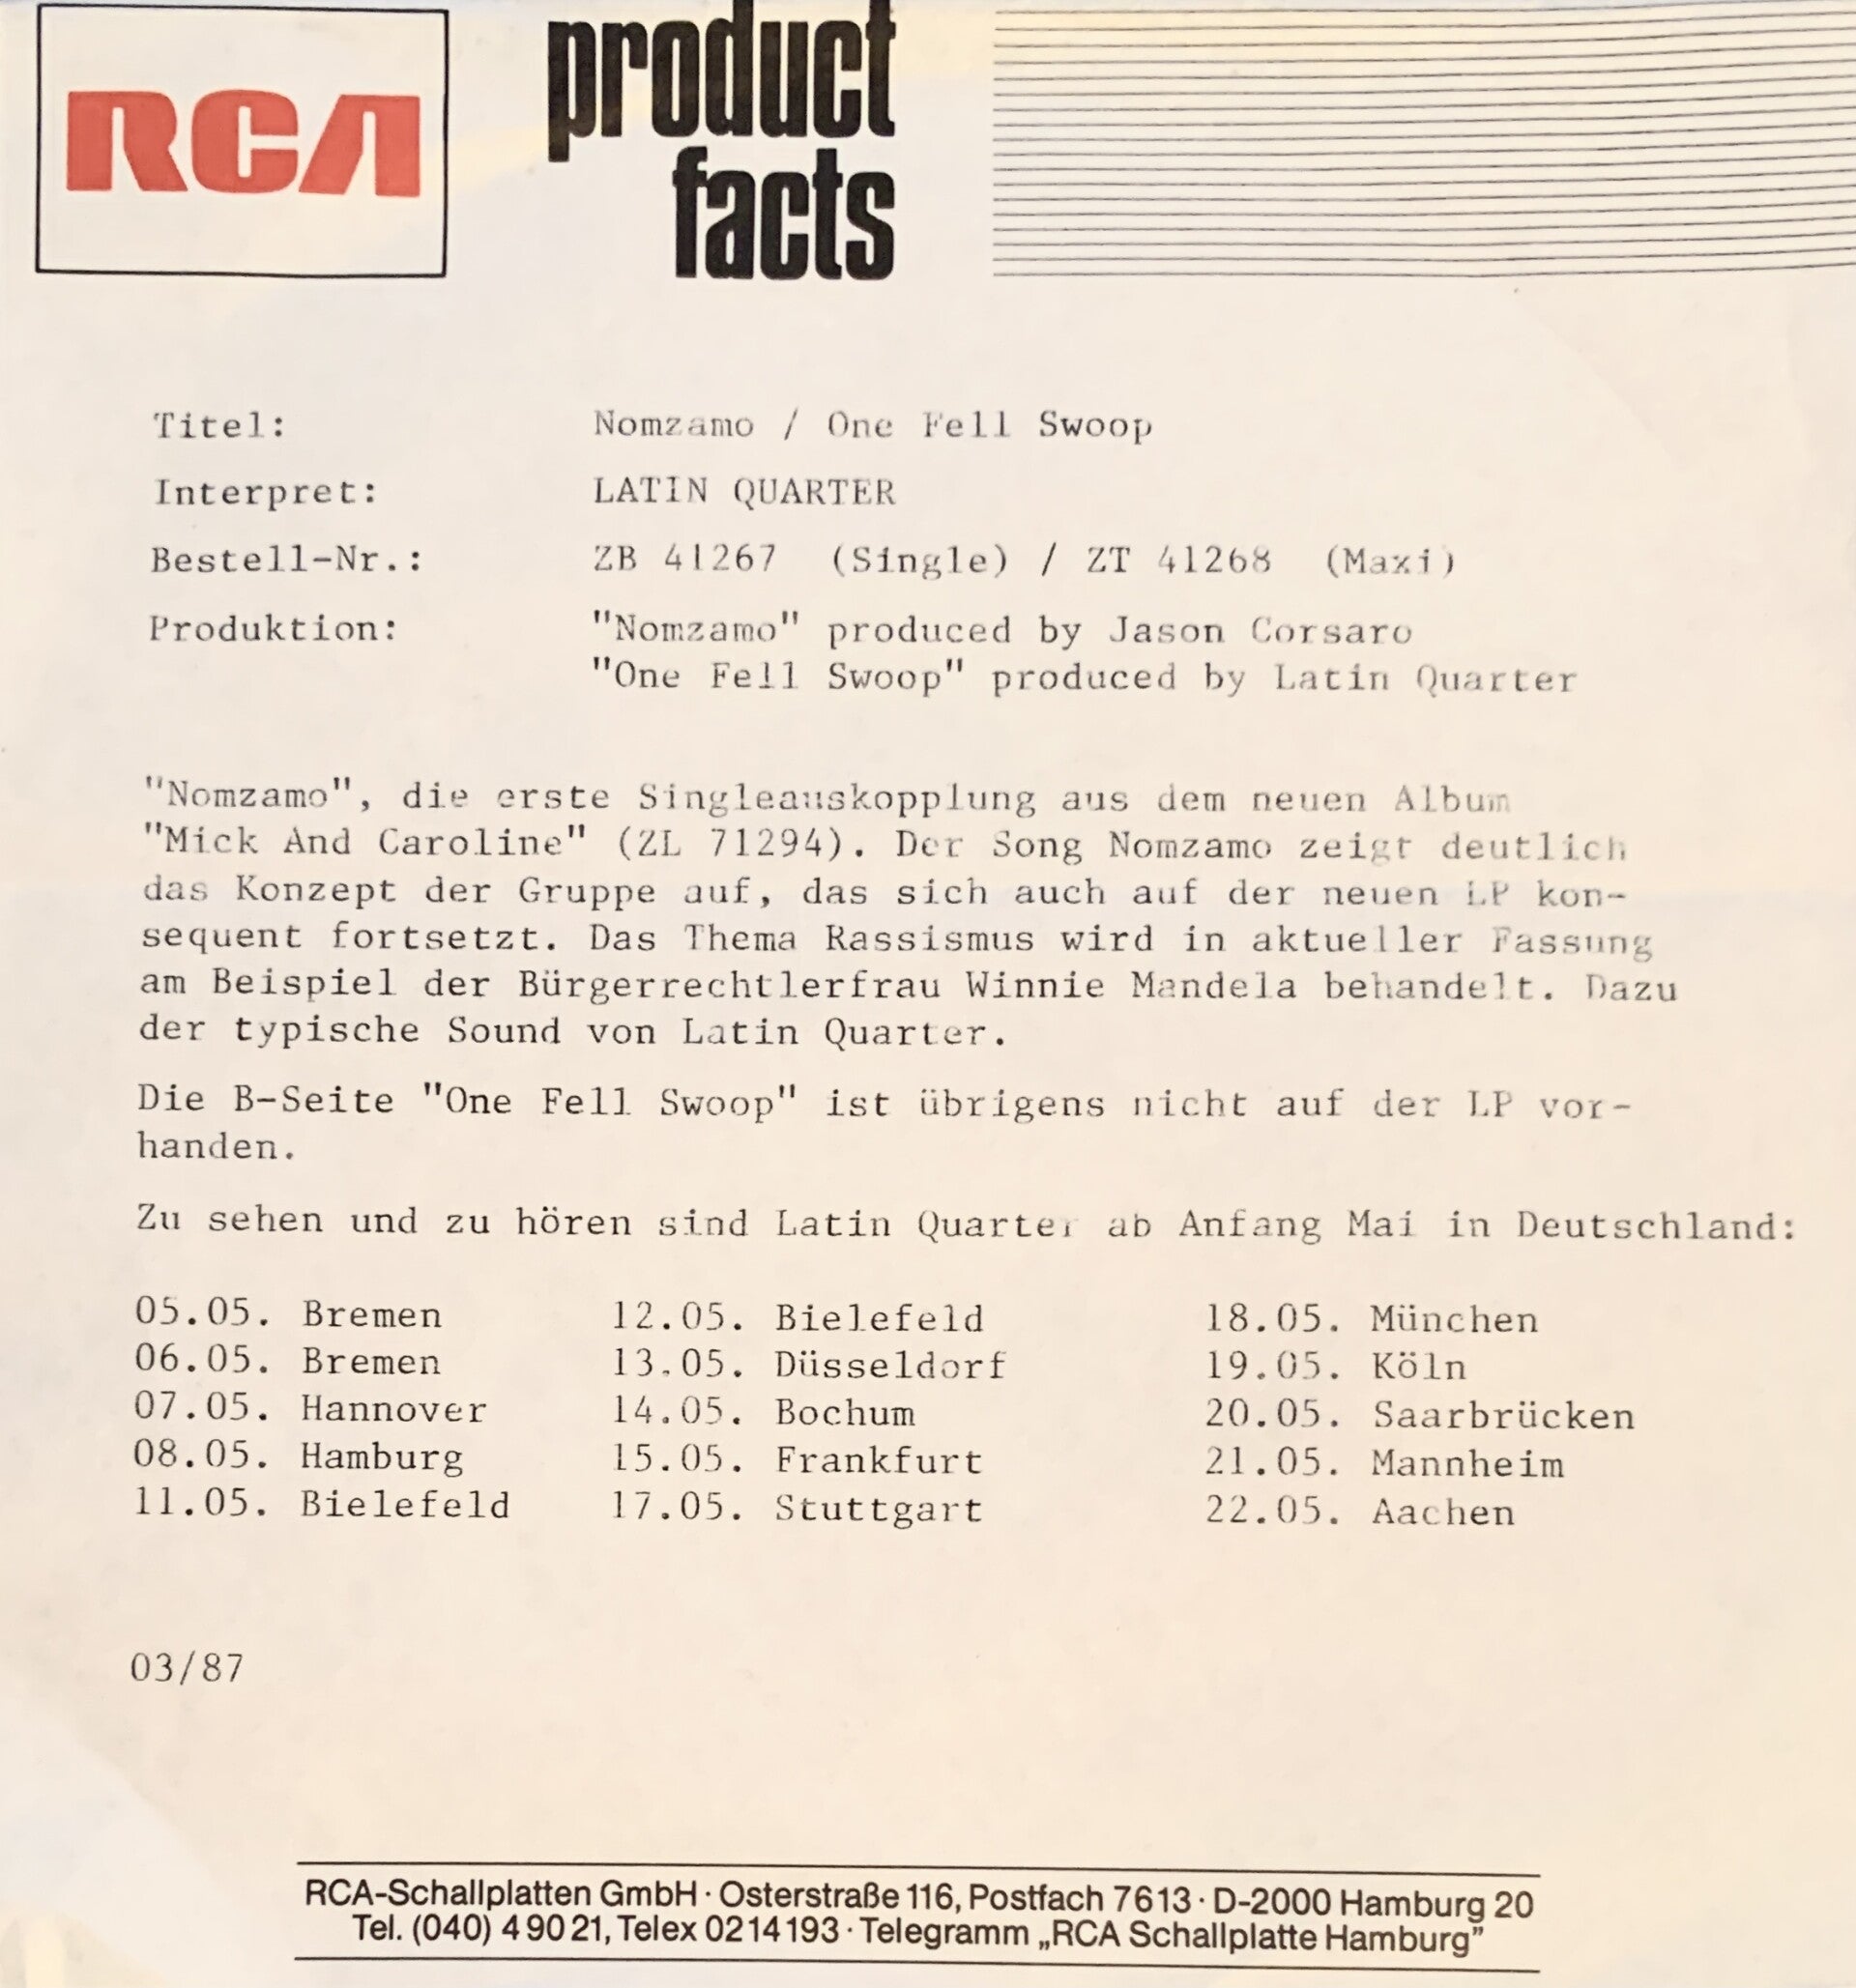 RCA
product
facts
Titel: Nomzamo / One Fell Swoop
Interpret: LATIN QUARTER
Bestell-Nr.: ZB 41267 (Single) / ZT 41268 (Maxi)
Produktion: "Nomzamo" produced by Jason Corsaro
"One Fell Swoop" produced by Latin Quarter
"Nomzamo", die erste Singleauskopplung aus dem neuen Album
"Mick And Caroline" (ZL 71294). Der Song Nomzamo zeigt deutlich
das Konzept der Gruppe auf, das sich auch auf der neuen LP kon-
sequent fortsetzt. Das Thema Rassismus wird in aktueller Fassung
am Beispiel der Bürgerrechtlerfrau Winnie Mandela behandelt. Dazu
der typische Sound von Latin Quarter.
Die B-Seite "One Fell Swoop" ist übrigens nicht auf der LP vor-
handen.
Zu sehen und zu hören sind Latin Quarter ab Anfang Mai in Deutschland:
05.05. Bremen 12.05. Bielefeld 18.05. München
06.05. Bremen 13.05. Düsseldorf 19.05. Köln
07.05. Hannover 14.05. Bochum 20.05. Saarbrücken
08.05. Hamburg 15.05. Frankfurt 21.05. Mannheim
11.05. Bielefeld 17.05. Stuttgart 22.05. Aachen
03/87
RCA-Schallplatten GmbH · Osterstraße 116, Postfach 7613 · D-2000 Hamburg 20
Tel. (040) 4 90 21, Telex 0214193 · Telegramm „RCA Schallplatte Hamburg”